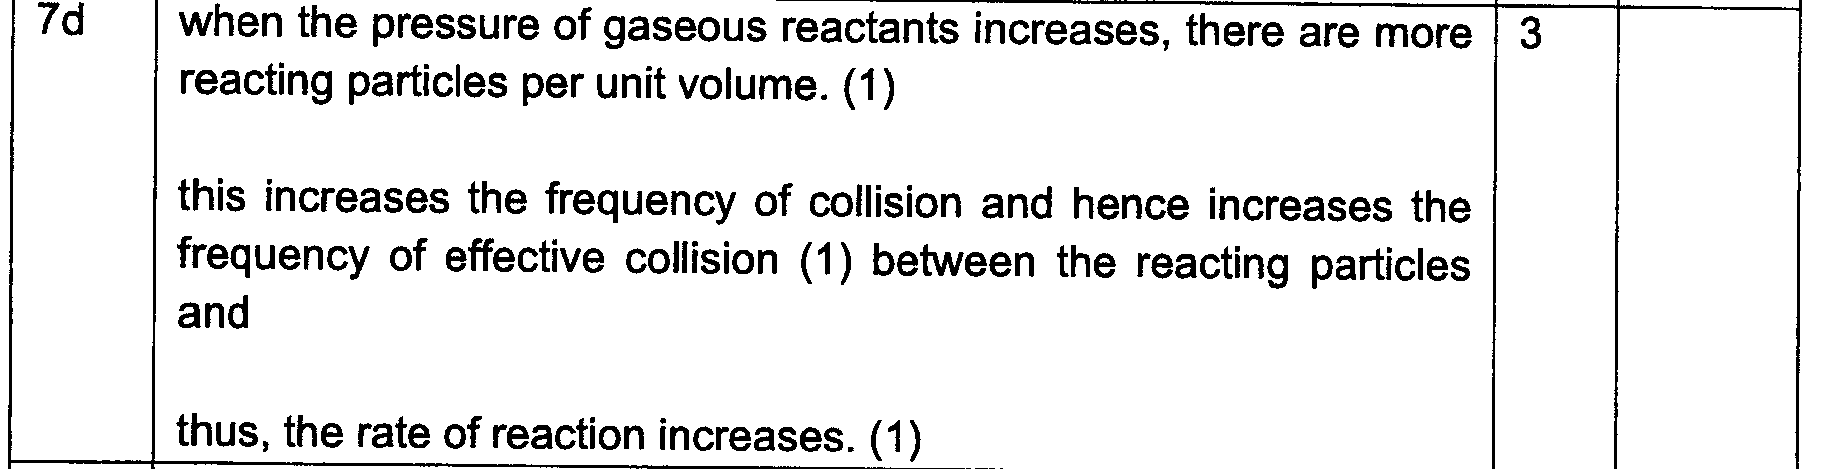 7d when the pressure of gaseous reactants increases, there are more 3
reacting particles per unit volume. (1)
this increases the frequency of collision and hence increases the
frequency of effective collision (1) between the reacting particles
and
thus, the rate of reaction increases. (1)